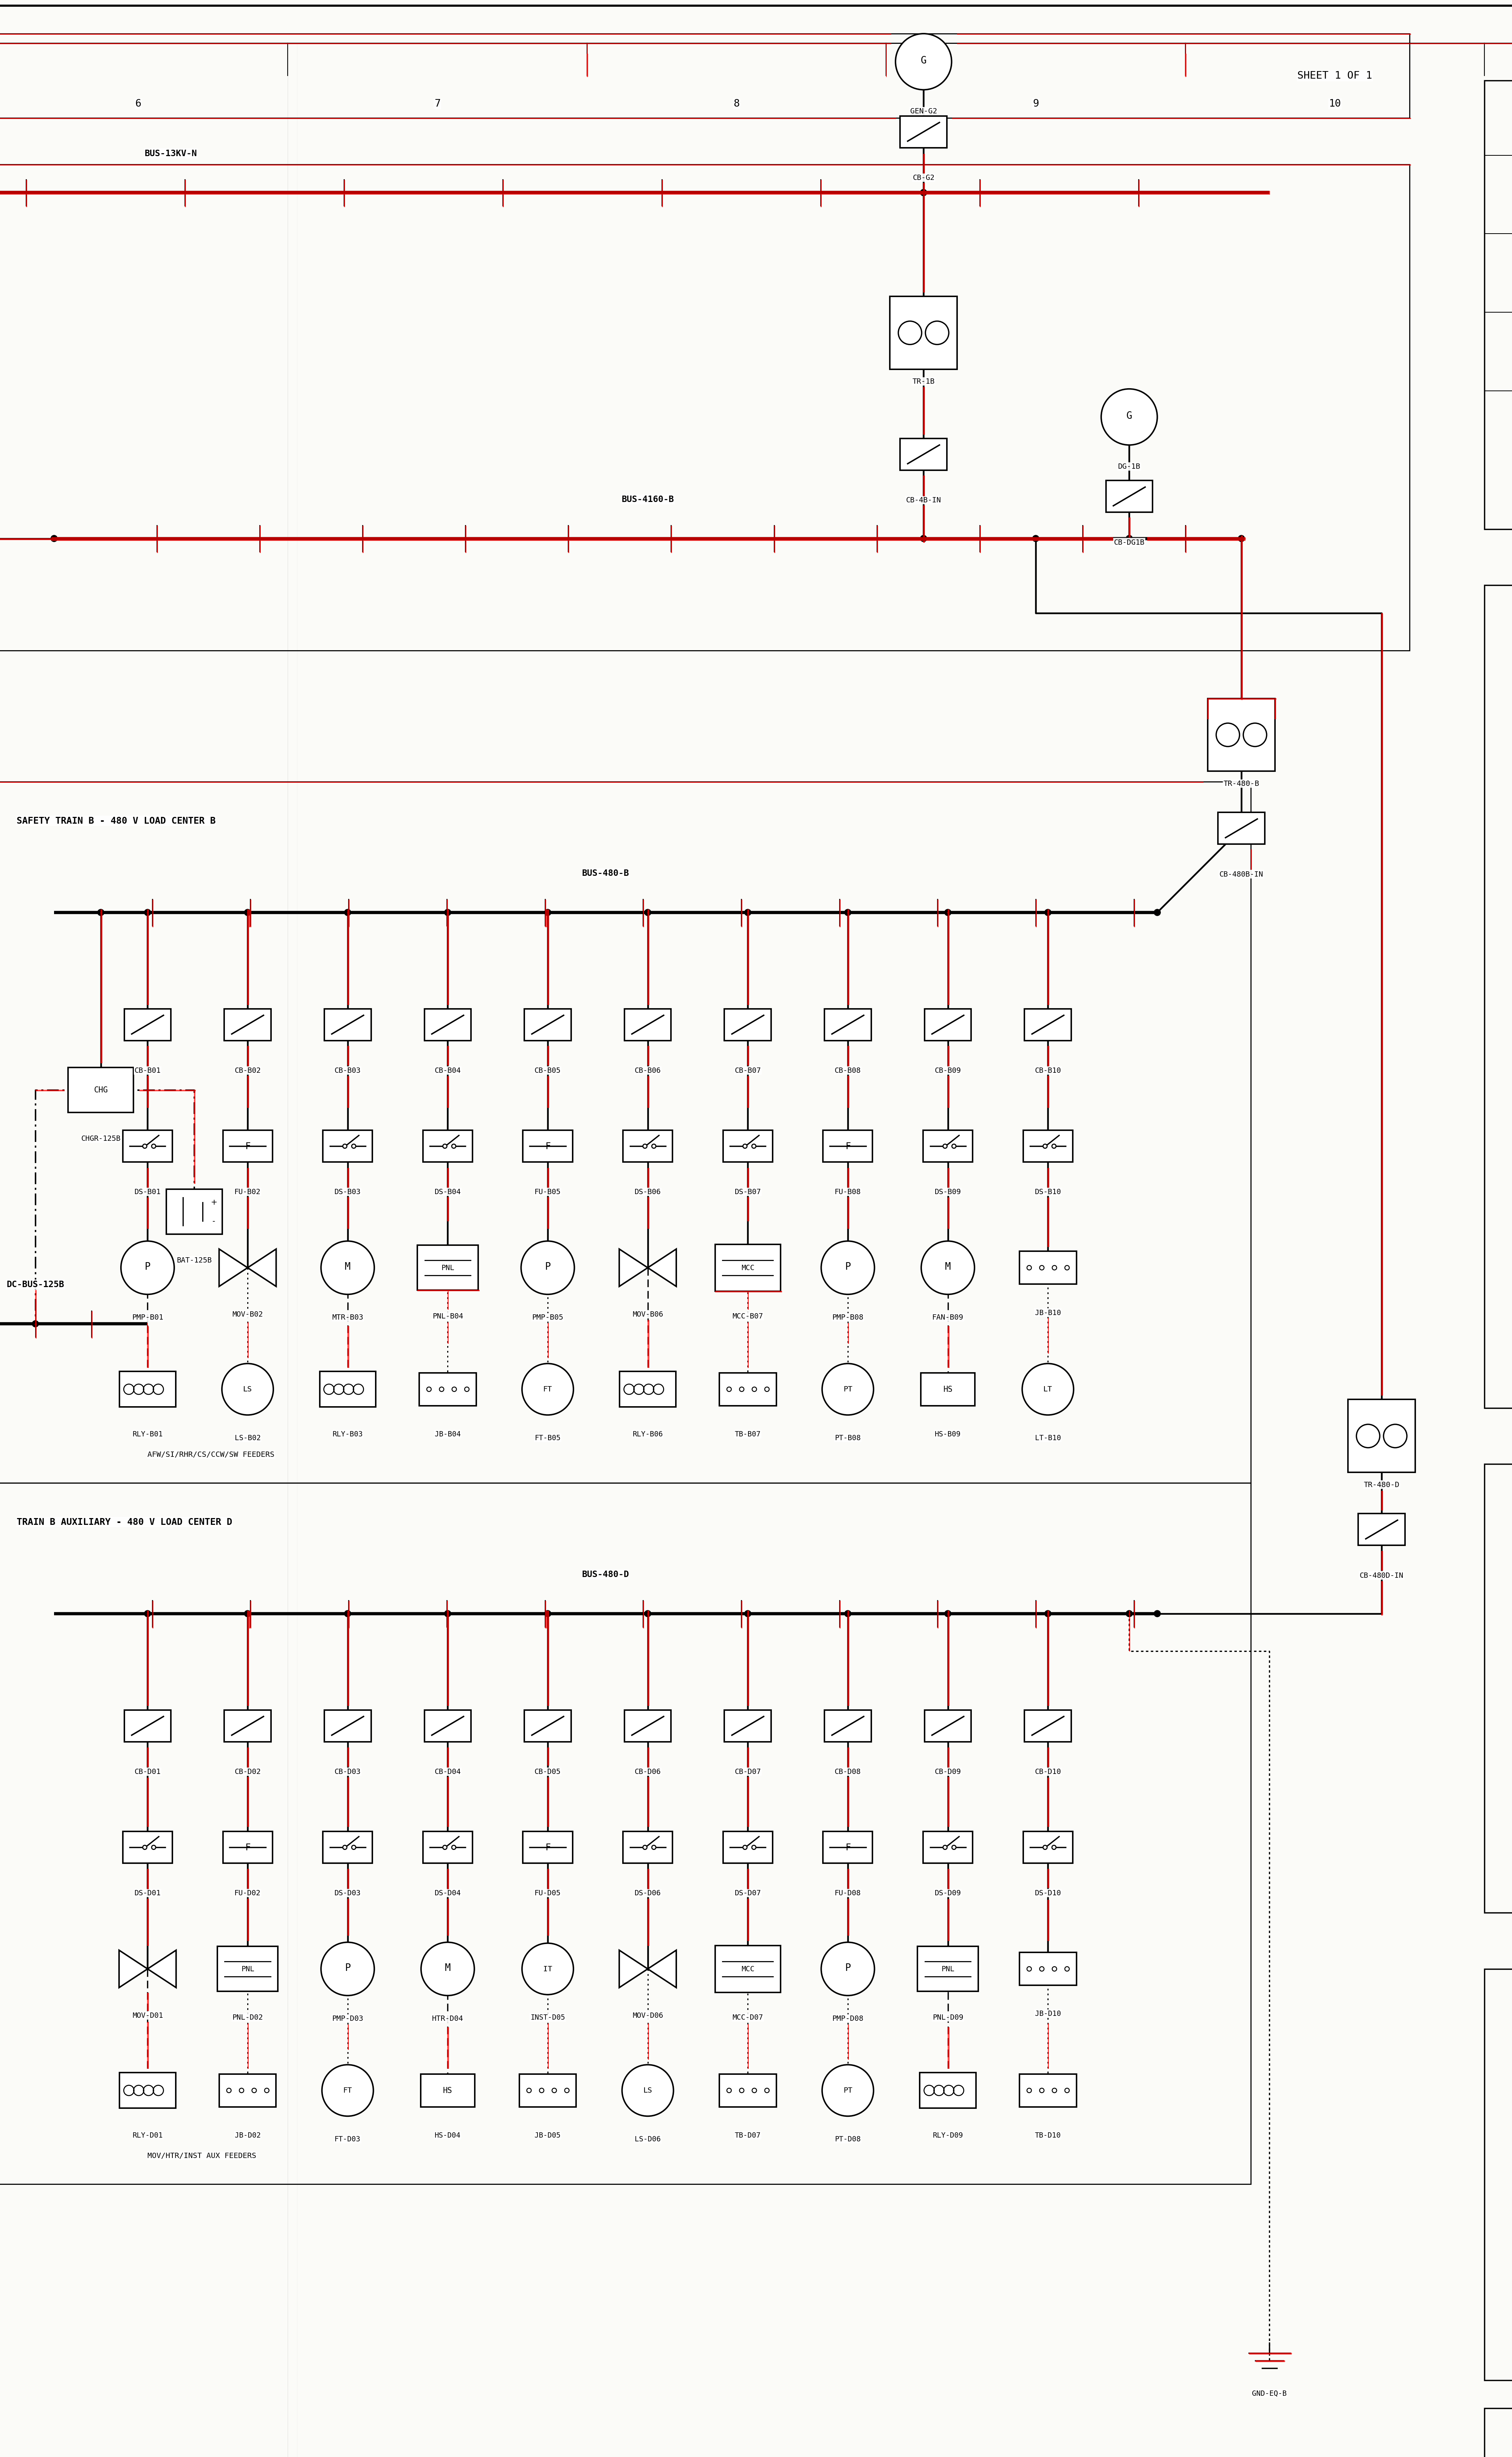 G
SHEET 1 OF 1
6 7 8 9 10
GEN-G2
BUS-13KV-N
CB-G2
TR-1B
G
DG-1B
BUS-4160-B
CB-4B-IN
CB-DG1B
TR-480-B
SAFETY TRAIN B - 480 V LOAD CENTER B
BUS-480-B
CB-480B-IN
CB-B01 CB-B02 CB-B03 CB-B04 CB-B05 CB-B06 CB-B07 CB-B08 CB-B09 CB-B10
CHG
CHGR-125B
F F F
DS-B01 FU-B02 DS-B03 DS-B04 FU-B05 DS-B06 DS-B07 FU-B08 DS-B09 DS-B10
+
-
BAT-125B
P M PNL P MCC P M
DC-BUS-125B
PMP-B01 MOV-B02 MTR-B03 PNL-B04 PMP-B05 MOV-B06 MCC-B07 PMP-B08 FAN-B09 JB-B10
LS FT PT HS LT
RLY-B01 LS-B02 RLY-B03 JB-B04 FT-B05 RLY-B06 TB-B07 PT-B08 HS-B09 LT-B10
AFW/SI/RHR/CS/CCW/SW FEEDERS
TR-480-D
TRAIN B AUXILIARY - 480 V LOAD CENTER D
BUS-480-D
CB-480D-IN
CB-D01 CB-D02 CB-D03 CB-D04 CB-D05 CB-D06 CB-D07 CB-D08 CB-D09 CB-D10
F F F
DS-D01 FU-D02 DS-D03 DS-D04 FU-D05 DS-D06 DS-D07 FU-D08 DS-D09 DS-D10
PNL P M IT MCC P PNL
MOV-D01 PNL-D02 PMP-D03 HTR-D04 INST-D05 MOV-D06 MCC-D07 PMP-D08 PNL-D09 JB-D10
FT HS LS PT
RLY-D01 JB-D02 FT-D03 HS-D04 JB-D05 LS-D06 TB-D07 PT-D08 RLY-D09 TB-D10
MOV/HTR/INST AUX FEEDERS
GND-EQ-B